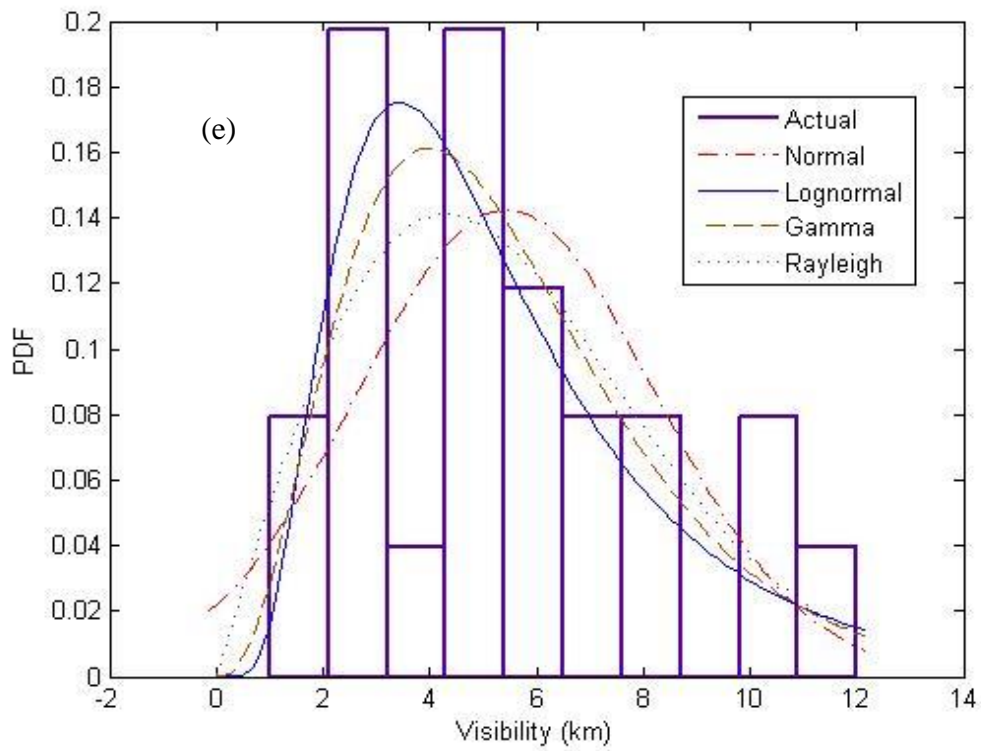 0.2
0.18
0.16
0.14
0.12
0.1
0.08
0.06
0.04
0.02
0
PDF
(e)
Actual
Normal
Lognormal
Gamma
Rayleigh
-2 0 2 4 6 8 10 12 14
Visibility (km)